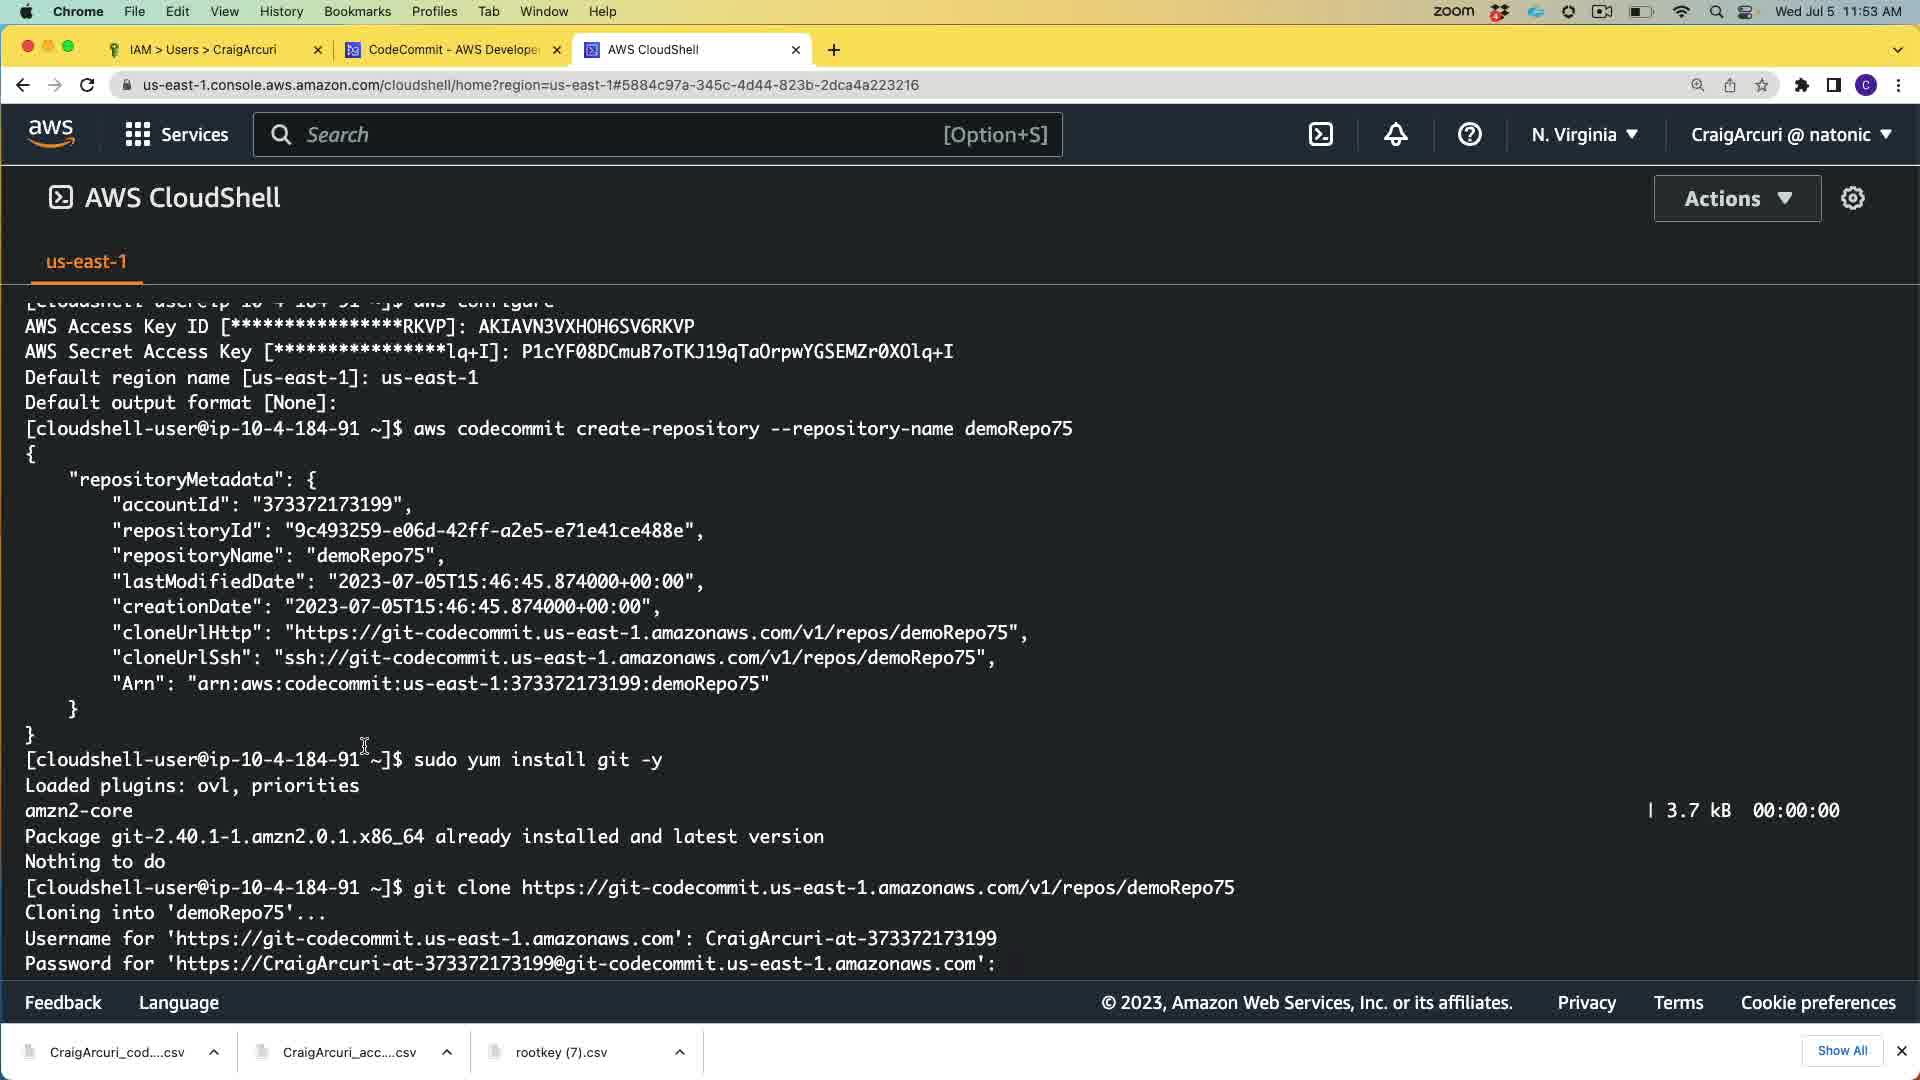 Chrome File Edit View History Bookmarks Profiles Tab Window Help zoom Wed Jul 5 11:53 AM
IAM > Users > CraigArcuri
CodeCommit - AWS Develope
AWS CloudShell
us-east-1.console.aws.amazon.com/cloudshell/home?region=us-east-1#5884c97a-345c-4d44-823b-2dca4a223216
C
aws Services Search [Option+S] N. Virginia CraigArcuri @ natonic
AWS CloudShell Actions
us-east-1
[cloudshell-user@ip-10-4-184-91 ~]$ aws configure
AWS Access Key ID [****************RKVP]: AKIAVN3VXHOH6SV6RKVP
AWS Secret Access Key [****************lq+I]: 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
Default region name [us-east-1]: us-east-1
Default output format [None]:
[cloudshell-user@ip-10-4-184-91 ~]$ aws codecommit create-repository --repository-name demoRepo75
{
    "repositoryMetadata": {
        "accountId": "373372173199",
        "repositoryId": "9c493259-e06d-42ff-a2e5-e71e41ce488e",
        "repositoryName": "demoRepo75",
        "lastModifiedDate": "2023-07-05T15:46:45.874000+00:00",
        "creationDate": "2023-07-05T15:46:45.874000+00:00",
        "cloneUrlHttp": "https://git-codecommit.us-east-1.amazonaws.com/v1/repos/demoRepo75",
        "cloneUrlSsh": "ssh://git-codecommit.us-east-1.amazonaws.com/v1/repos/demoRepo75",
        "Arn": "arn:aws:codecommit:us-east-1:373372173199:demoRepo75"
    }
}
[cloudshell-user@ip-10-4-184-91 ~]$ sudo yum install git -y
Loaded plugins: ovl, priorities
amzn2-core | 3.7 kB 00:00:00
Package git-2.40.1-1.amzn2.0.1.x86_64 already installed and latest version
Nothing to do
[cloudshell-user@ip-10-4-184-91 ~]$ git clone https://git-codecommit.us-east-1.amazonaws.com/v1/repos/demoRepo75
Cloning into 'demoRepo75'...
Username for 'https://git-codecommit.us-east-1.amazonaws.com': CraigArcuri-at-373372173199
Password for 'https://CraigArcuri-at-373372173199@git-codecommit.us-east-1.amazonaws.com':
Feedback Language © 2023, Amazon Web Services, Inc. or its affiliates. Privacy Terms Cookie preferences
CraigArcuri_cod....csv CraigArcuri_acc....csv rootkey (7).csv Show All